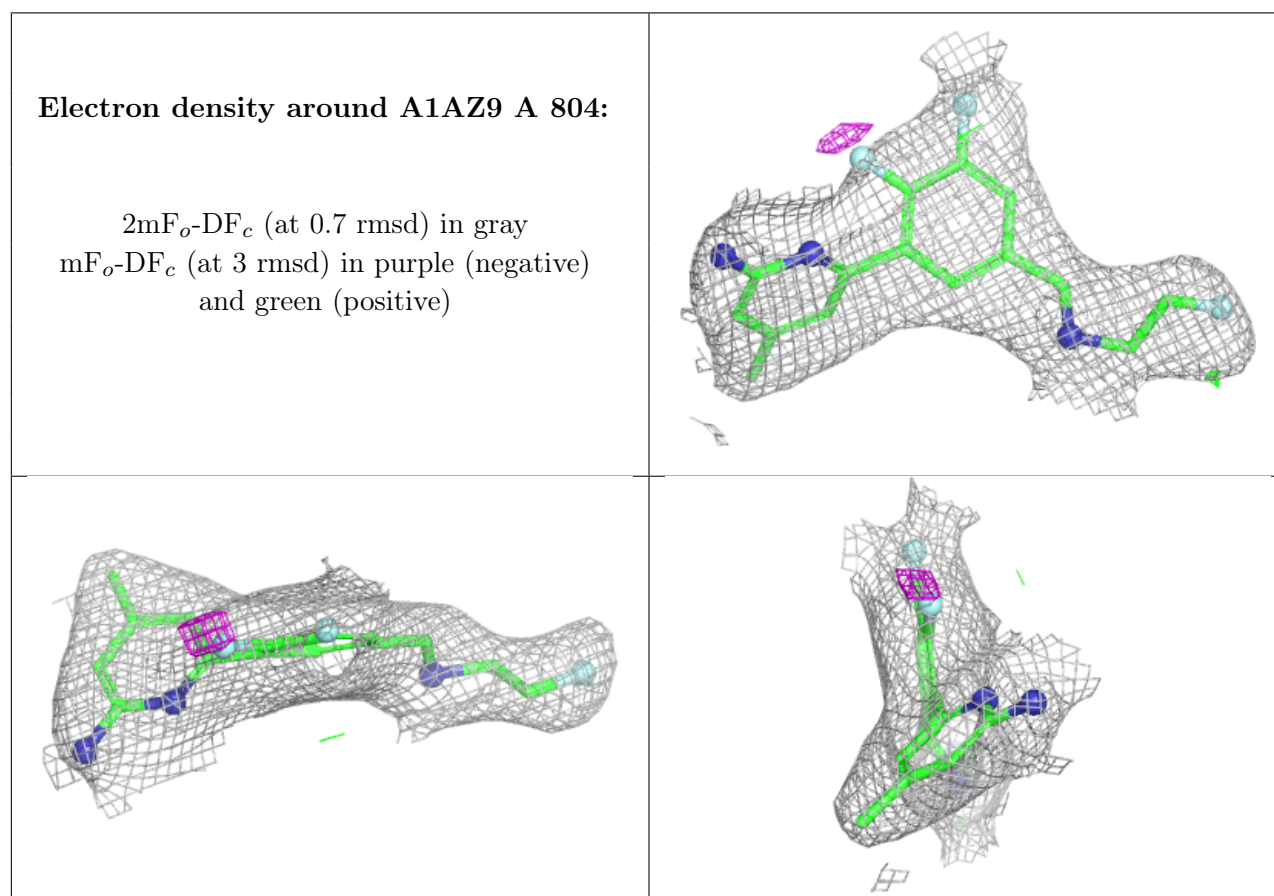 Electron density around A1AZ9 A 804:
2mFo-DFc (at 0.7 rmsd) in gray
mFo-DFc (at 3 rmsd) in purple (negative)
and green (positive)